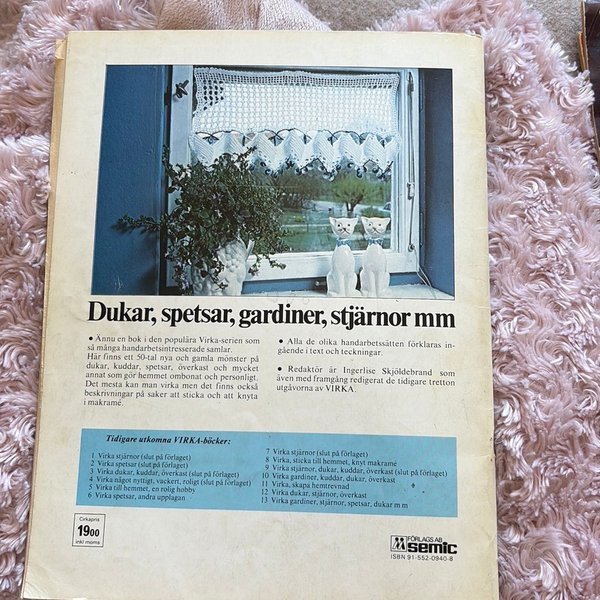 Dukar, spetsar, gardiner, stjärnor mm
• Ännu en bok i den populära Virka-serien som
så många handarbetsintresserade samlar.
Här finns ett 50-tal nya och gamla mönster på
dukar, kuddar, spetsar, överkast och mycket
annat som gör hemmet ombonat och personligt.
Det mesta kan man virka men det finns också
beskrivningar på saker att sticka och att knyta
i makramé.
• Alla de olika handarbetssätten förklaras in-
gående i text och teckningar.
• Redaktör är Ingerlise Skjöldebrand som
även med framgång redigerat de tidigare tretton
utgåvorna av VIRKA.
Tidigare utkomna VIRKA-böcker:
1 Virka stjärnor (slut på förlaget)
2 Virka spetsar (slut på förlaget)
3 Virka dukar, kuddar, överkast (slut på förlaget)
4 Virka något nyttigt, vackert, roligt (slut på förlaget)
5 Virka till hemmet, en rolig hobby
6 Virka spetsar, andra upplagan
7 Virka stjärnor (slut på förlaget)
8 Virka, sticka till hemmet, knyt makramé
9 Virka stjärnor, dukar, kuddar, överkast (slut på förlaget)
10 Virka gardiner, kuddar, dukar, överkast
11 Virka, skapa hemtrevnad
12 Virka dukar, stjärnor, överkast
13 Virka gardiner, stjärnor, spetsar, dukar m m
Cirkapris
1900
inkl moms
FÖRLAGS AB
semic
ISBN 91-552-0940-8